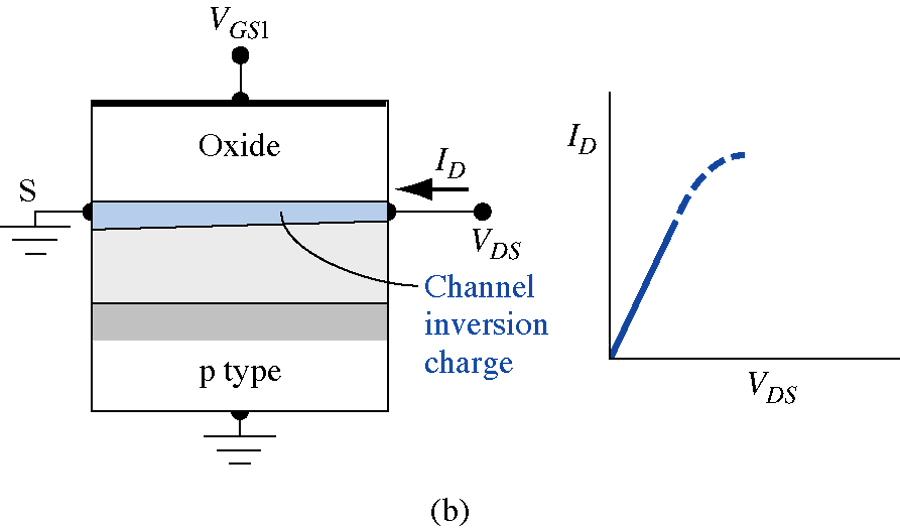 V_GS1
Oxide
I_D
S
V_DS
Channel
inversion
charge
p type
I_D
V_DS
(b)